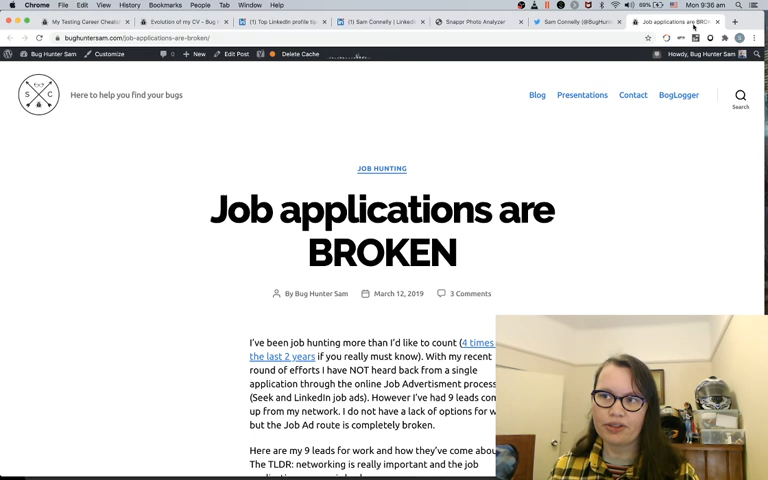 Chrome File Edit View History Bookmarks People Tab Window Help 69% Mon 9:36 am
My Testing Career Cheat
Evolution of my CV - Bug H
(1) Top LinkedIn profile tip
(1) Sam Connelly | LinkedIn
Snappr Photo Analyzer
Sam Connelly (@BugHunte
Job applications are BROK
bughuntersam.com/job-applications-are-broken/
Bug Hunter Sam Customize 0 New Edit Post Delete Cache Howdy, Bug Hunter Sam
S C
Here to help you find your bugs
Blog Presentations Contact BogLogger
Search
JOB HUNTING
Job applications are
BROKEN
By Bug Hunter Sam March 12, 2019 3 Comments
I've been job hunting more than I'd like to count (4 times
the last 2 years if you really must know). With my recent
round of efforts I have NOT heard back from a single
application through the online Job Advertisment process
(Seek and LinkedIn job ads). However I've had 9 leads com
up from my network. I do not have a lack of options for w
but the Job Ad route is completely broken.
Here are my 9 leads for work and how they've come abou
The TLDR: networking is really important and the job